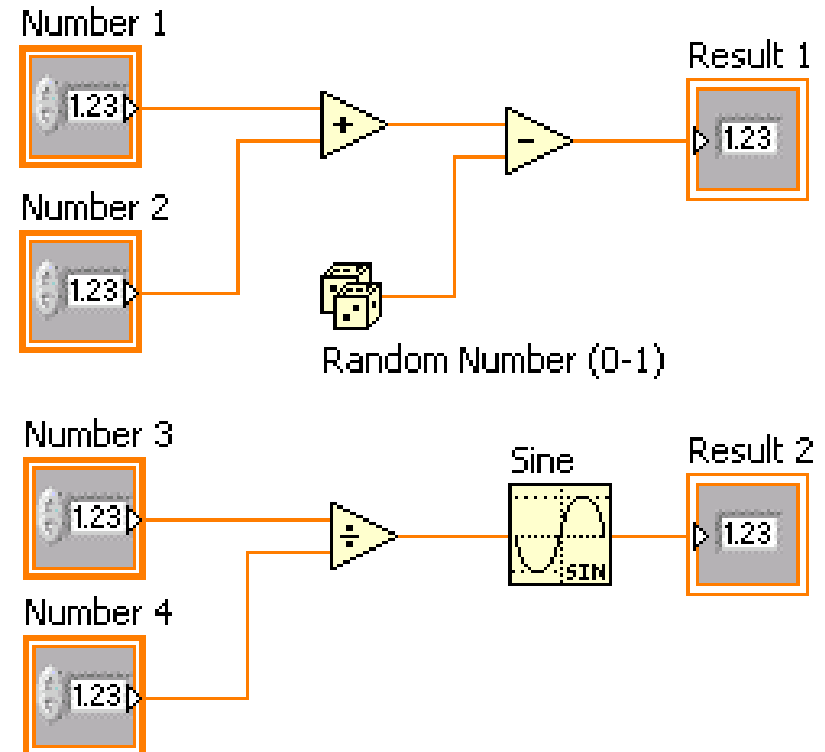 Number 1
1.23
+
-
Result 1
1.23
Number 2
1.23
Random Number (0-1)
Number 3
1.23
÷
Sine
SIN
Result 2
1.23
Number 4
1.23